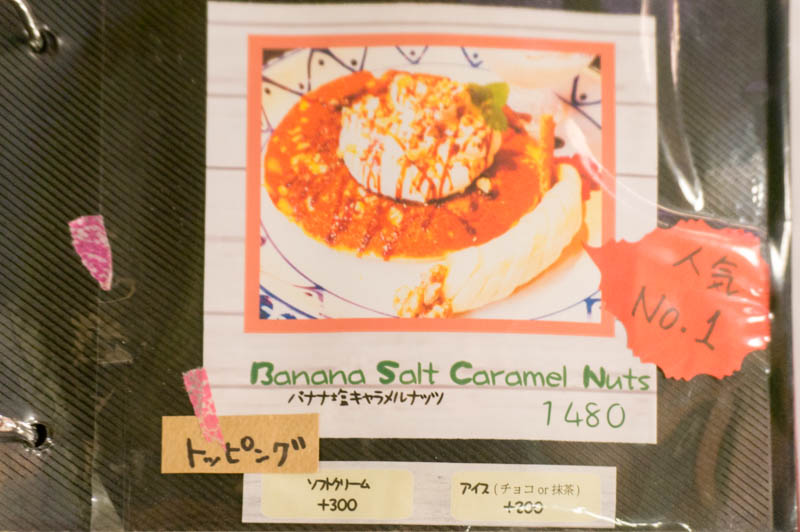 人気
No.1
Banana Salt Caramel Nuts
バナナ塩キャラメルナッツ
1480
トッピング
ソフトクリーム
+300
アイス (チョコ or 抹茶)
+200